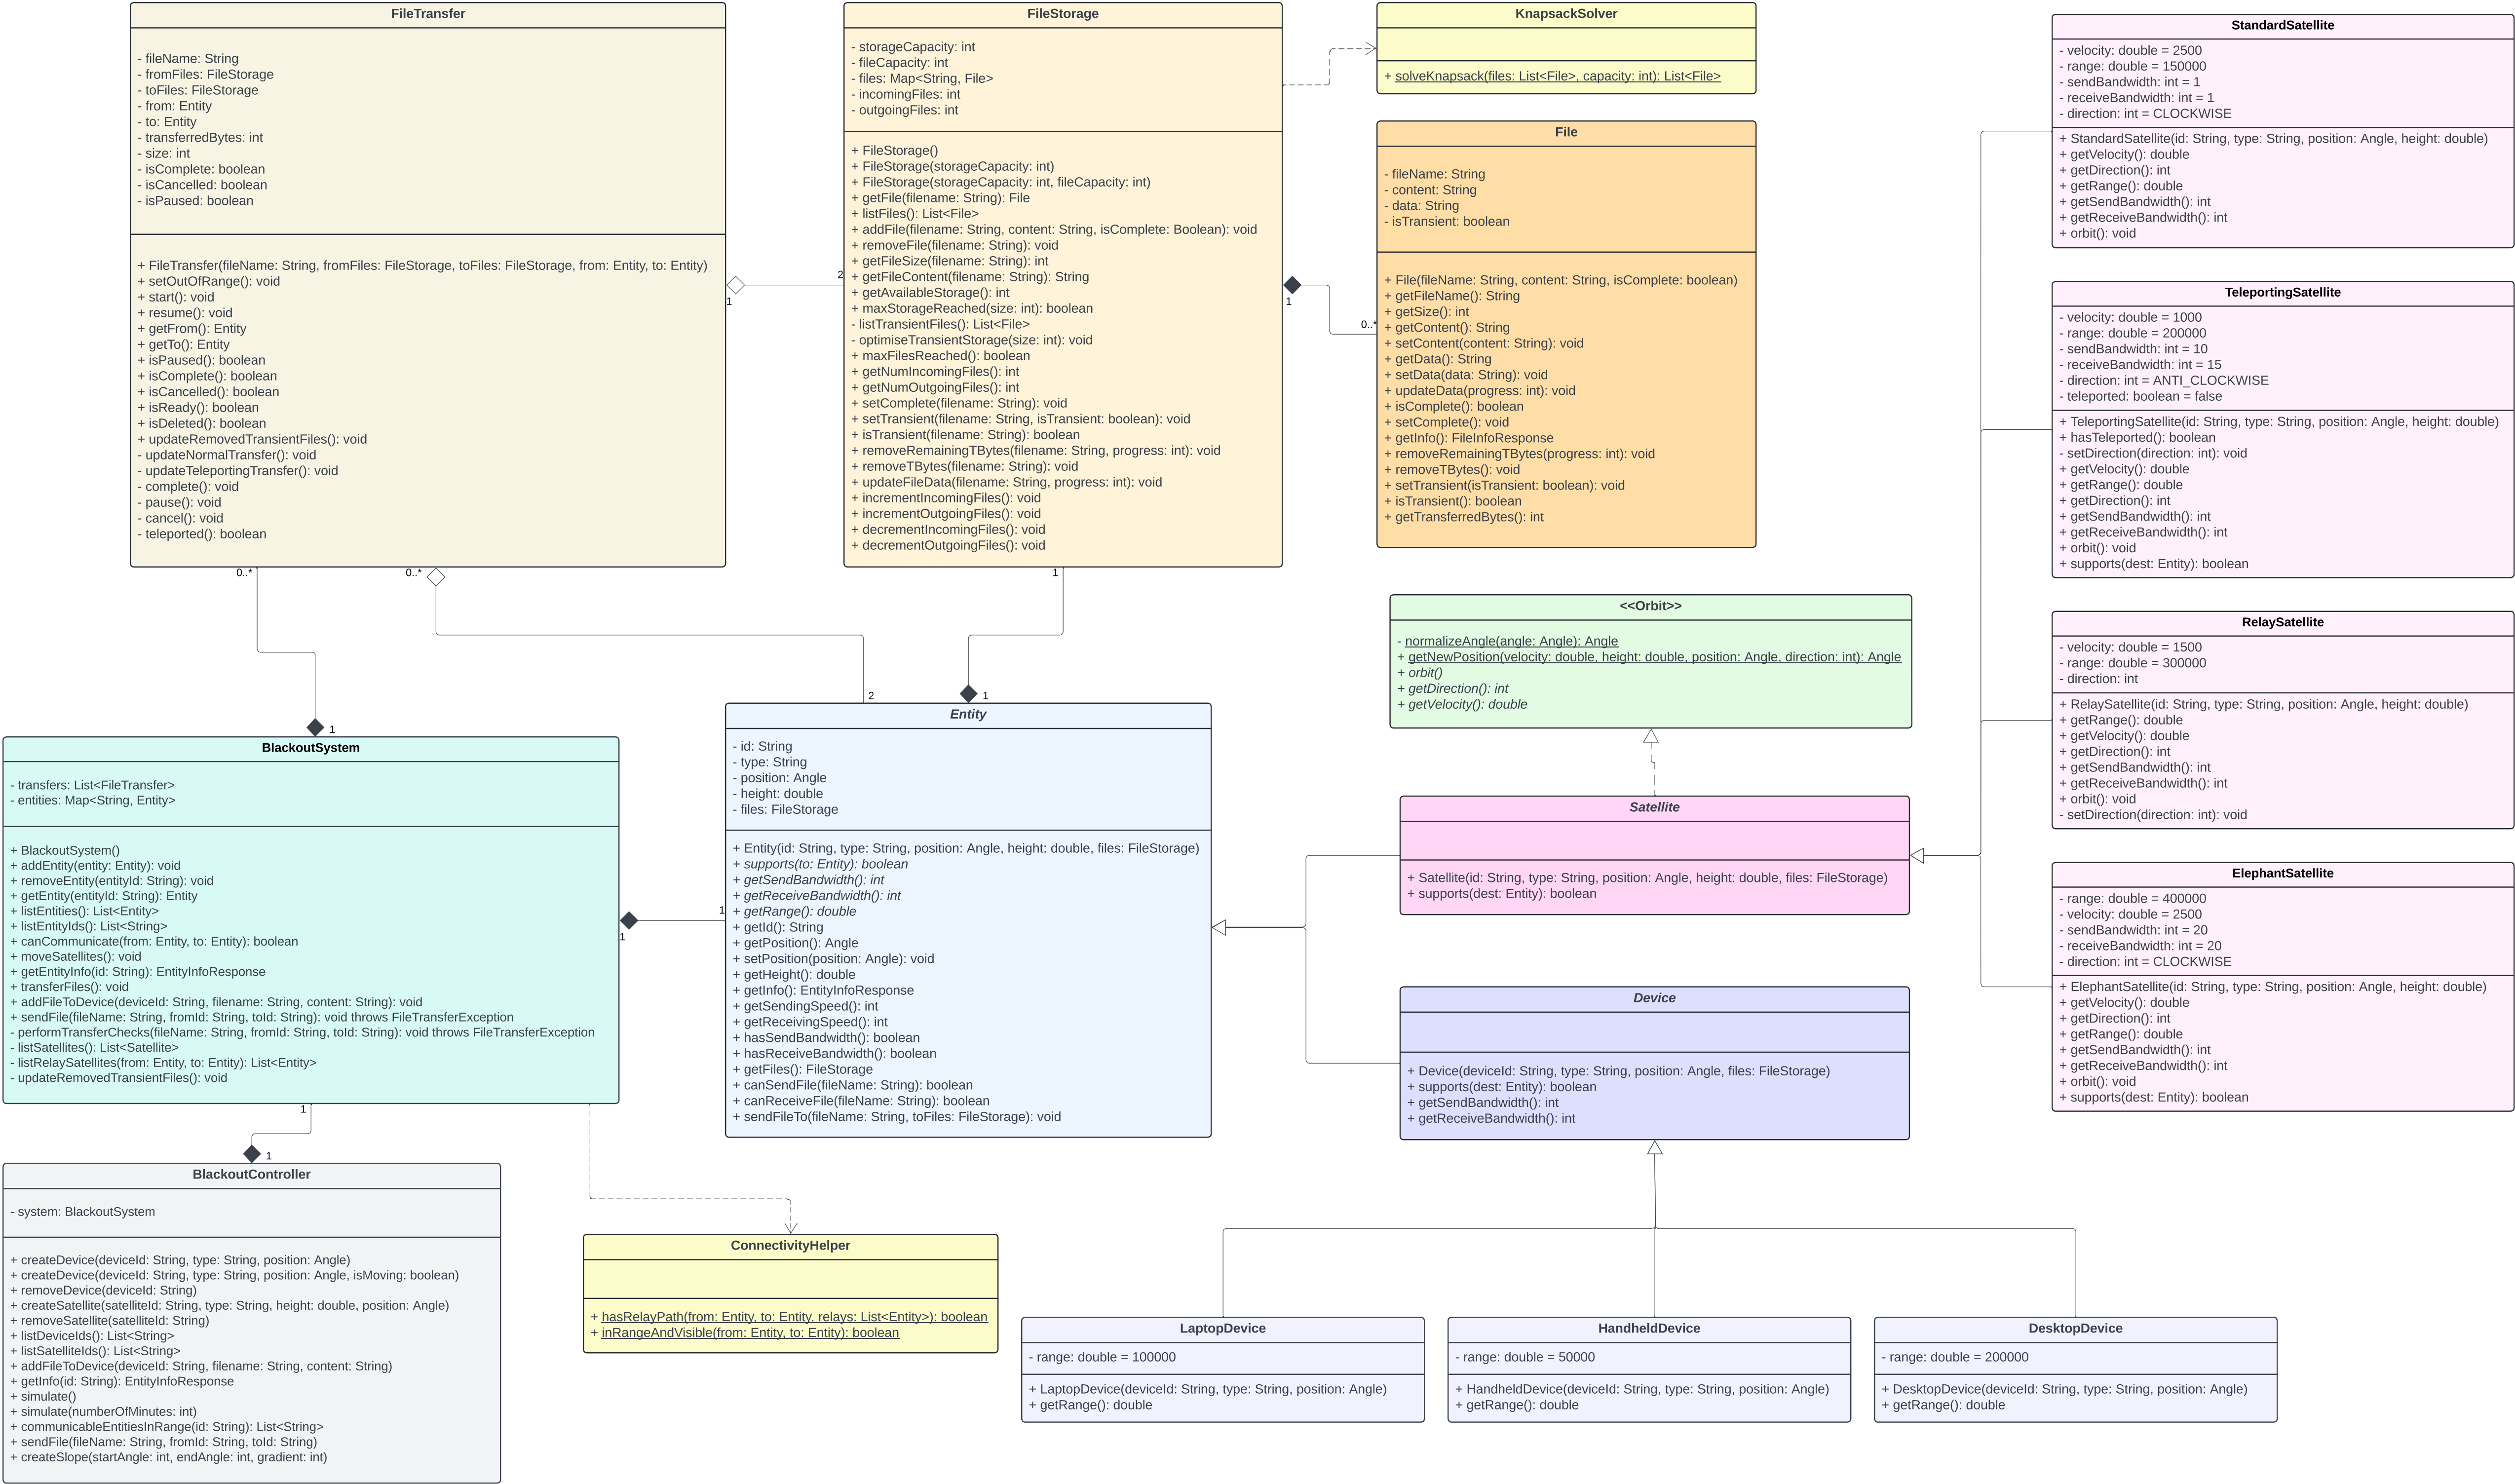 FileTransfer
- fileName: String
- fromFiles: FileStorage
- toFiles: FileStorage
- from: Entity
- to: Entity
- transferredBytes: int
- size: int
- isComplete: boolean
- isCancelled: boolean
- isPaused: boolean
+ FileTransfer(fileName: String, fromFiles: FileStorage, toFiles: FileStorage, from: Entity, to: Entity)
+ setOutOfRange(): void
+ start(): void
+ resume(): void
+ getFrom(): Entity
+ getTo(): Entity
+ isPaused(): boolean
+ isComplete(): boolean
+ isCancelled(): boolean
+ isReady(): boolean
+ isDeleted(): boolean
+ updateRemovedTransientFiles(): void
- updateNormalTransfer(): void
- updateTeleportingTransfer(): void
- complete(): void
- pause(): void
- cancel(): void
- teleported(): boolean
1
2
0..*
0..*
FileStorage
- storageCapacity: int
- fileCapacity: int
- files: Map<String, File>
- incomingFiles: int
- outgoingFiles: int
+ FileStorage()
+ FileStorage(storageCapacity: int)
+ FileStorage(storageCapacity: int, fileCapacity: int)
+ getFile(filename: String): File
+ listFiles(): List<File>
+ addFile(filename: String, content: String, isComplete: Boolean): void
+ removeFile(filename: String): void
+ getFileSize(filename: String): int
+ getFileContent(filename: String): String
+ getAvailableStorage(): int
+ maxStorageReached(size: int): boolean
- listTransientFiles(): List<File>
- optimiseTransientStorage(size: int): void
+ maxFilesReached(): boolean
+ getNumIncomingFiles(): int
+ getNumOutgoingFiles(): int
+ setComplete(filename: String): void
+ setTransient(filename: String, isTransient: boolean): void
+ isTransient(filename: String): boolean
+ removeRemainingTBytes(filename: String, progress: int): void
+ removeTBytes(filename: String): void
+ updateFileData(filename: String, progress: int): void
+ incrementIncomingFiles(): void
+ incrementOutgoingFiles(): void
+ decrementIncomingFiles(): void
+ decrementOutgoingFiles(): void
1
0..*
1
KnapsackSolver
+ solveKnapsack(files: List<File>, capacity: int): List<File>
File
- fileName: String
- content: String
- data: String
- isTransient: boolean
+ File(fileName: String, content: String, isComplete: boolean)
+ getFileName(): String
+ getSize(): int
+ getContent(): String
+ setContent(content: String): void
+ getData(): String
+ setData(data: String): void
+ updateData(progress: int): void
+ isComplete(): boolean
+ setComplete(): void
+ getInfo(): FileInfoResponse
+ removeRemainingTBytes(progress: int): void
+ removeTBytes(): void
+ setTransient(isTransient: boolean): void
+ isTransient(): boolean
+ getTransferredBytes(): int
StandardSatellite
- velocity: double = 2500
- range: double = 150000
- sendBandwidth: int = 1
- receiveBandwidth: int = 1
- direction: int = CLOCKWISE
+ StandardSatellite(id: String, type: String, position: Angle, height: double)
+ getVelocity(): double
+ getDirection(): int
+ getRange(): double
+ getSendBandwidth(): int
+ getReceiveBandwidth(): int
+ orbit(): void
TeleportingSatellite
- velocity: double = 1000
- range: double = 200000
- sendBandwidth: int = 10
- receiveBandwidth: int = 15
- direction: int = ANTI_CLOCKWISE
- teleported: boolean = false
+ TeleportingSatellite(id: String, type: String, position: Angle, height: double)
+ hasTeleported(): boolean
- setDirection(direction: int): void
+ getVelocity(): double
+ getRange(): double
+ getDirection(): int
+ getSendBandwidth(): int
+ getReceiveBandwidth(): int
+ orbit(): void
+ supports(dest: Entity): boolean
RelaySatellite
- velocity: double = 1500
- range: double = 300000
- direction: int
+ RelaySatellite(id: String, type: String, position: Angle, height: double)
+ getRange(): double
+ getVelocity(): double
+ getDirection(): int
+ getSendBandwidth(): int
+ getReceiveBandwidth(): int
+ orbit(): void
- setDirection(direction: int): void
ElephantSatellite
- range: double = 400000
- velocity: double = 2500
- sendBandwidth: int = 20
- receiveBandwidth: int = 20
- direction: int = CLOCKWISE
+ ElephantSatellite(id: String, type: String, position: Angle, height: double)
+ getVelocity(): double
+ getDirection(): int
+ getRange(): double
+ getSendBandwidth(): int
+ getReceiveBandwidth(): int
+ orbit(): void
+ supports(dest: Entity): boolean
<<Orbit>>
- normalizeAngle(angle: Angle): Angle
+ getNewPosition(velocity: double, height: double, position: Angle, direction: int): Angle
+ orbit()
+ getDirection(): int
+ getVelocity(): double
Satellite
+ Satellite(id: String, type: String, position: Angle, height: double, files: FileStorage)
+ supports(dest: Entity): boolean
Device
+ Device(deviceId: String, type: String, position: Angle, files: FileStorage)
+ supports(dest: Entity): boolean
+ getSendBandwidth(): int
+ getReceiveBandwidth(): int
2
1
Entity
- id: String
- type: String
- position: Angle
- height: double
- files: FileStorage
+ Entity(id: String, type: String, position: Angle, height: double, files: FileStorage)
+ supports(to: Entity): boolean
+ getSendBandwidth(): int
+ getReceiveBandwidth(): int
+ getRange(): double
+ getId(): String
+ getPosition(): Angle
+ setPosition(position: Angle): void
+ getHeight(): double
+ getInfo(): EntityInfoResponse
+ getSendingSpeed(): int
+ getReceivingSpeed(): int
+ hasSendBandwidth(): boolean
+ hasReceiveBandwidth(): boolean
+ getFiles(): FileStorage
+ canSendFile(fileName: String): boolean
+ canReceiveFile(fileName: String): boolean
+ sendFileTo(fileName: String, toFiles: FileStorage): void
1
BlackoutSystem
- transfers: List<FileTransfer>
- entities: Map<String, Entity>
+ BlackoutSystem()
+ addEntity(entity: Entity): void
+ removeEntity(entityId: String): void
+ getEntity(entityId: String): Entity
+ listEntities(): List<Entity>
+ listEntityIds(): List<String>
+ canCommunicate(from: Entity, to: Entity): boolean
+ moveSatellites(): void
+ getEntityInfo(id: String): EntityInfoResponse
+ transferFiles(): void
+ addFileToDevice(deviceId: String, filename: String, content: String): void
+ sendFile(fileName: String, fromId: String, toId: String): void throws FileTransferException
- performTransferChecks(fileName: String, fromId: String, toId: String): void throws FileTransferException
- listSatellites(): List<Satellite>
- listRelaySatellites(from: Entity, to: Entity): List<Entity>
- updateRemovedTransientFiles(): void
1
1
1
1
BlackoutController
- system: BlackoutSystem
+ createDevice(deviceId: String, type: String, position: Angle)
+ createDevice(deviceId: String, type: String, position: Angle, isMoving: boolean)
+ removeDevice(deviceId: String)
+ createSatellite(satelliteId: String, type: String, height: double, position: Angle)
+ removeSatellite(satelliteId: String)
+ listDeviceIds(): List<String>
+ listSatelliteIds(): List<String>
+ addFileToDevice(deviceId: String, filename: String, content: String)
+ getInfo(id: String): EntityInfoResponse
+ simulate()
+ simulate(numberOfMinutes: int)
+ communicableEntitiesInRange(id: String): List<String>
+ sendFile(fileName: String, fromId: String, toId: String)
+ createSlope(startAngle: int, endAngle: int, gradient: int)
ConnectivityHelper
+ hasRelayPath(from: Entity, to: Entity, relays: List<Entity>): boolean
+ inRangeAndVisible(from: Entity, to: Entity): boolean
LaptopDevice
- range: double = 100000
+ LaptopDevice(deviceId: String, type: String, position: Angle)
+ getRange(): double
HandheldDevice
- range: double = 50000
+ HandheldDevice(deviceId: String, type: String, position: Angle)
+ getRange(): double
DesktopDevice
- range: double = 200000
+ DesktopDevice(deviceId: String, type: String, position: Angle)
+ getRange(): double